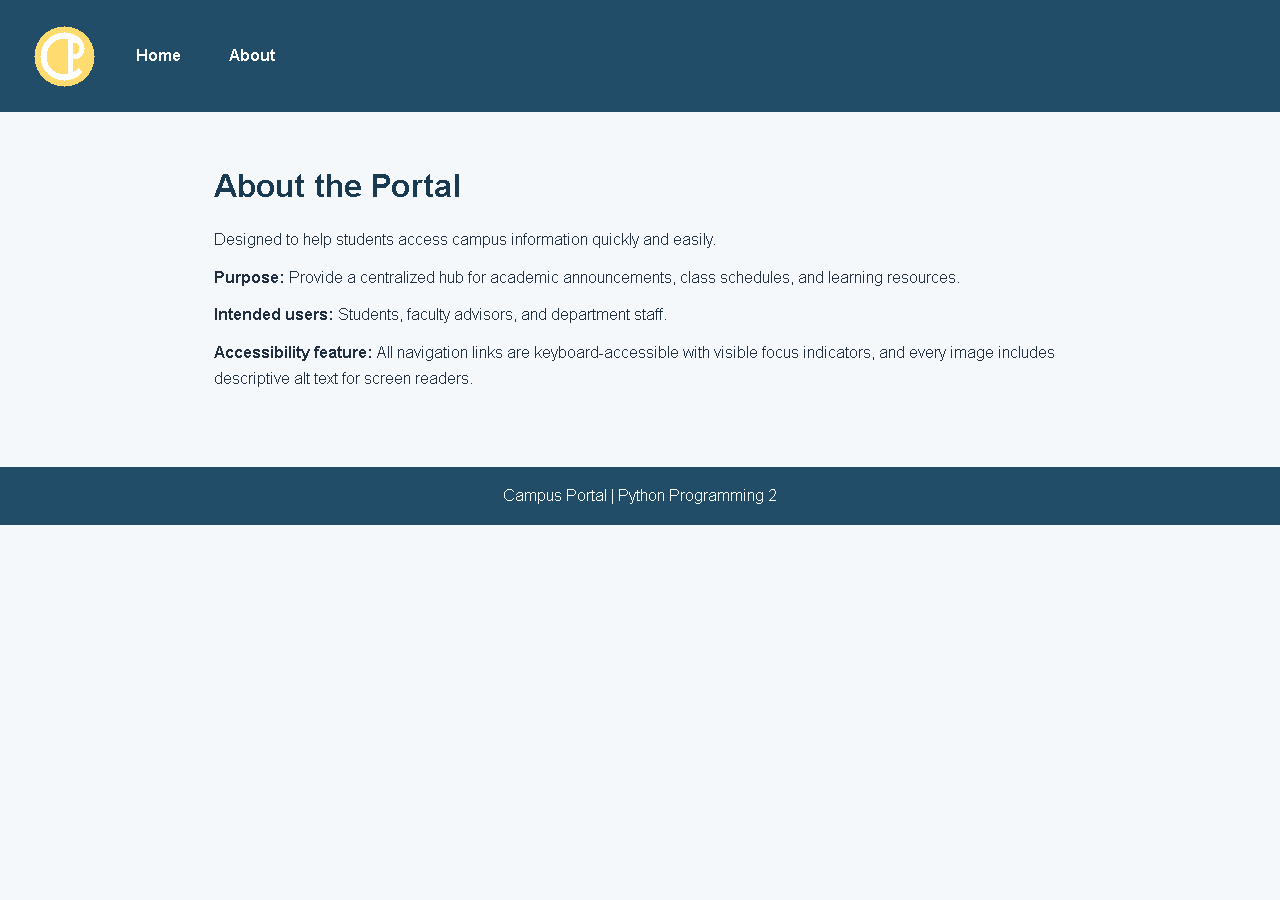 CP
Home
About
About the Portal
Designed to help students access campus information quickly and easily.
Purpose: Provide a centralized hub for academic announcements, class schedules, and learning resources.
Intended users: Students, faculty advisors, and department staff.
Accessibility feature: All navigation links are keyboard-accessible with visible focus indicators, and every image includes
descriptive alt text for screen readers.
Campus Portal | Python Programming 2